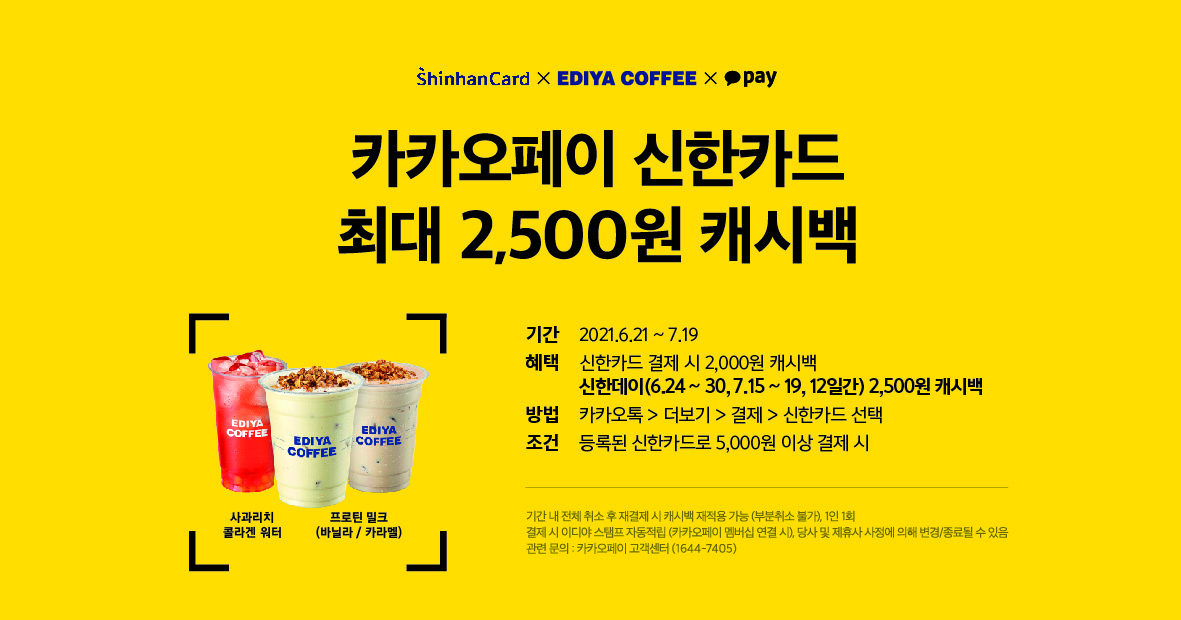 ShinhanCard × EDIYA COFFEE × pay
카카오페이 신한카드
최대 2,500원 캐시백
기간 2021.6.21 ~ 7.19
혜택 신한카드 결제 시 2,000원 캐시백
신한데이(6.24 ~ 30, 7.15 ~ 19, 12일간) 2,500원 캐시백
방법 카카오톡 > 더보기 > 결제 > 신한카드 선택
조건 등록된 신한카드로 5,000원 이상 결제 시
EDIYA
COFFEE
EDIYA
COFFEE
EDIYA
COFFEE
사과리치
콜라겐 워터
프로틴 밀크
(바닐라 / 카라멜)
기간 내 전체 취소 후 재결제 시 캐시백 재적용 가능 (부분취소 불가), 1인 1회
결제 시 이디야 스탬프 자동적립 (카카오페이 멤버십 연결 시), 당사 및 제휴사 사정에 의해 변경/종료될 수 있음
관련 문의 : 카카오페이 고객센터 (1644-7405)